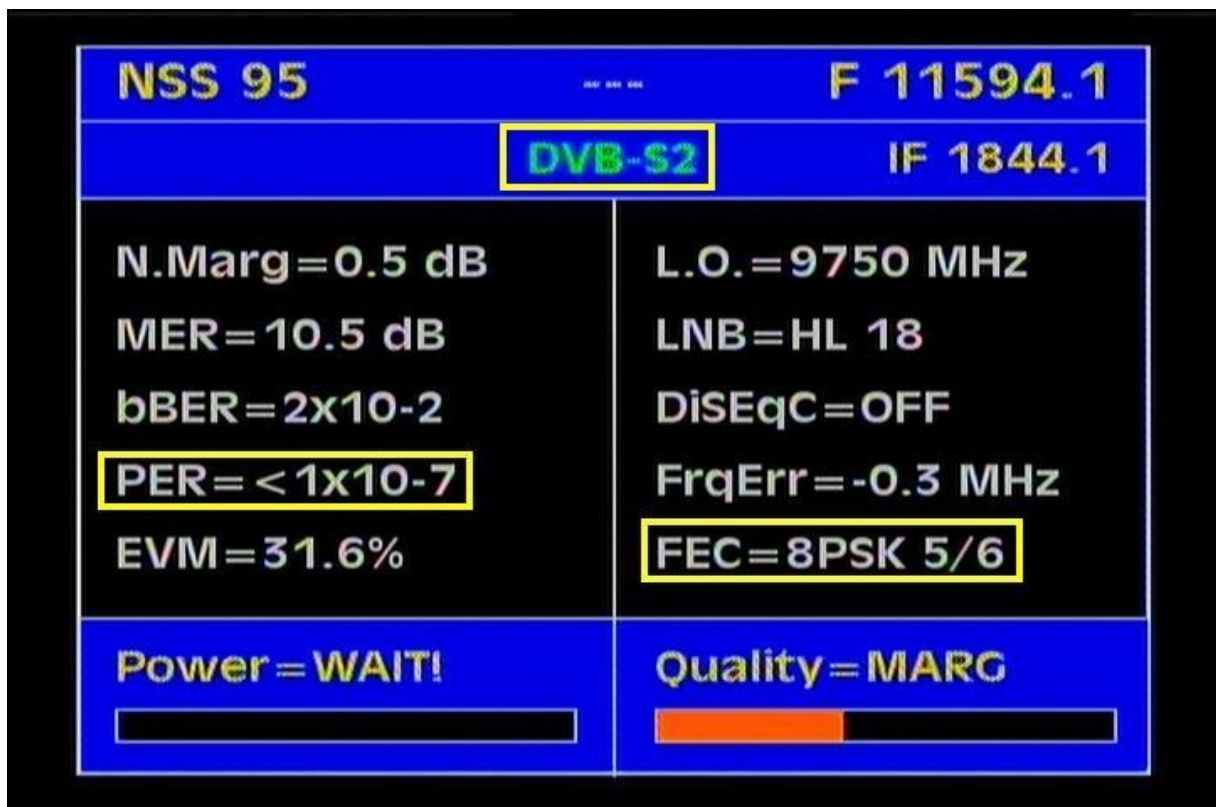 NSS 95 --- F 11594.1
DVB-S2 IF 1844.1
N.Marg=0.5 dB
MER=10.5 dB
bBER=2x10-2
PER=<1x10-7
EVM=31.6%
L.O.=9750 MHz
LNB=HL 18
DiSEqC=OFF
FrqErr=-0.3 MHz
FEC=8PSK 5/6
Power=WAIT!
Quality=MARG